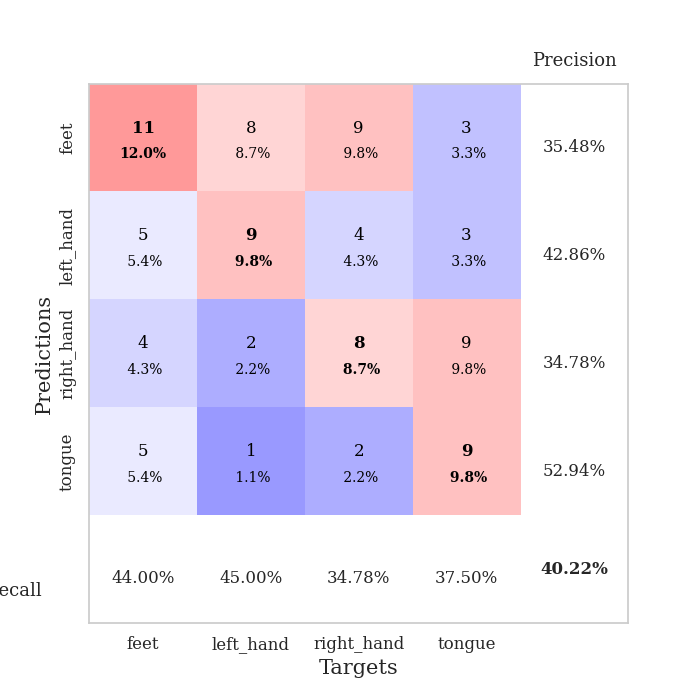 Precision
feet 11 8 9 3 35.48%
12.0% 8.7% 9.8% 3.3%
left_hand 5 9 4 3 42.86%
5.4% 9.8% 4.3% 3.3%
Predictions
right_hand 4 2 8 9 34.78%
4.3% 2.2% 8.7% 9.8%
tongue 5 1 2 9 52.94%
5.4% 1.1% 2.2% 9.8%
ecall 44.00% 45.00% 34.78% 37.50% 40.22%
feet left_hand right_hand tongue
Targets